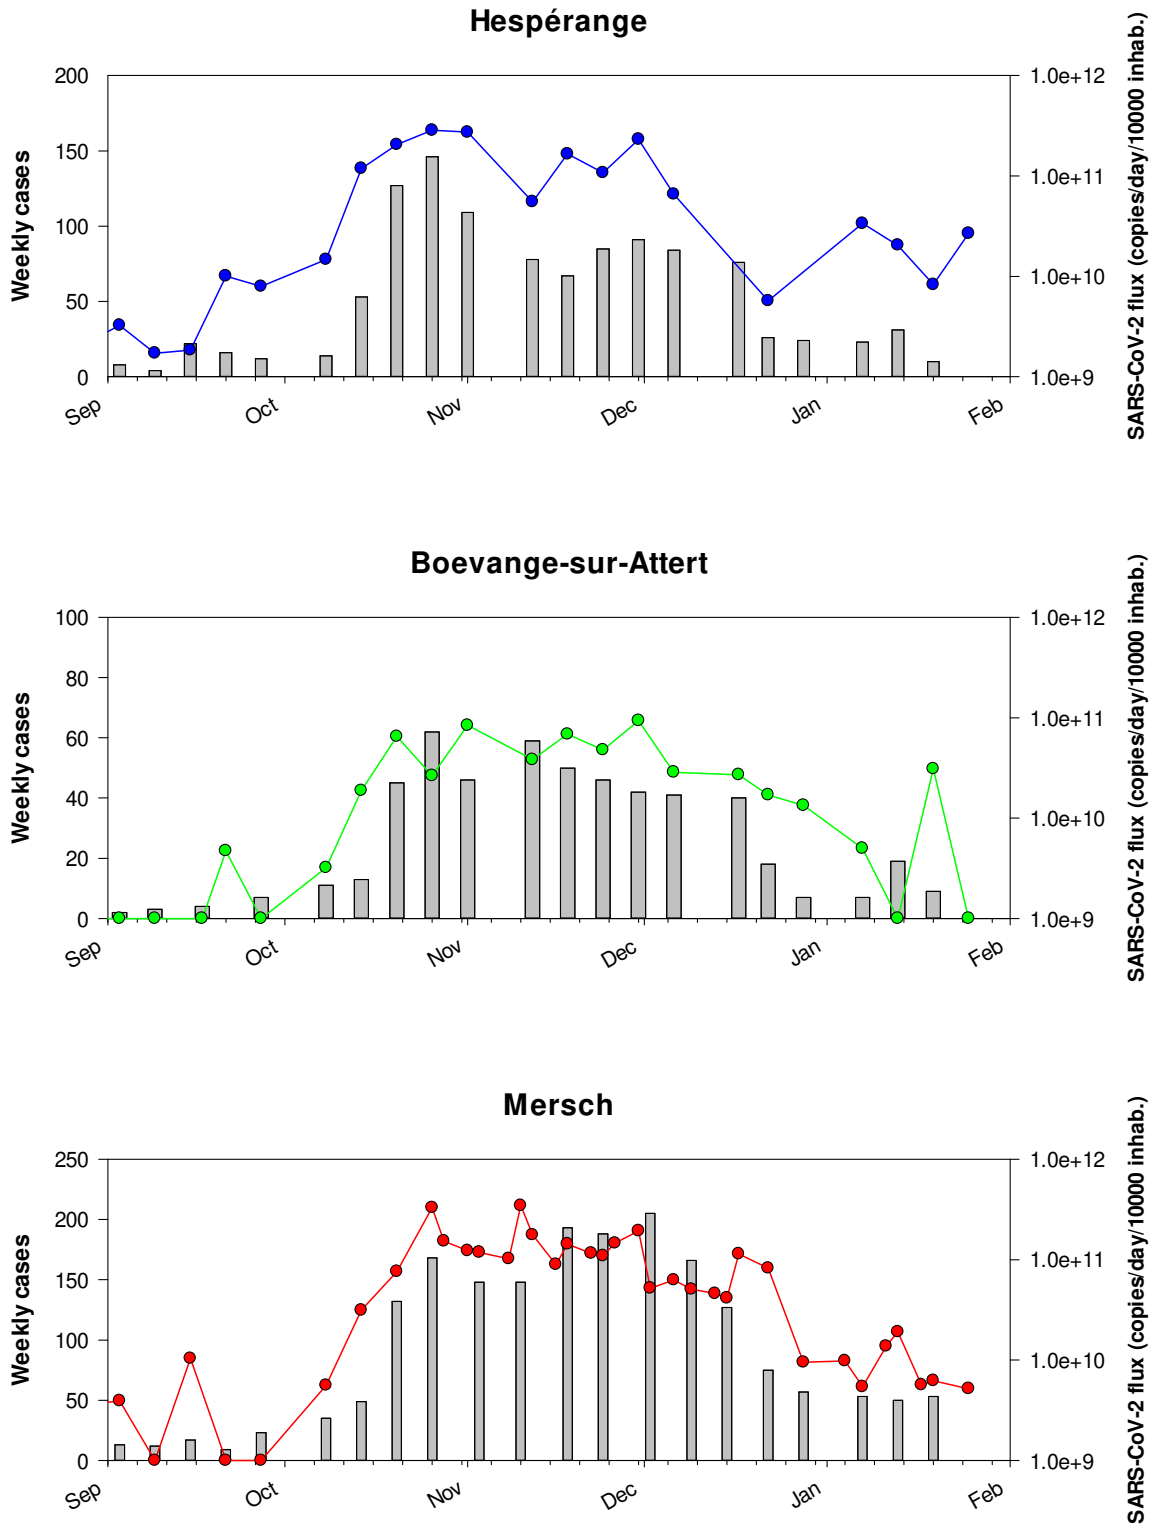 Hespérange
Weekly cases
200
150
100
50
0
1.0e+12
1.0e+11
1.0e+10
1.0e+9
SARS-CoV-2 flux (copies/day/10000 inhab.)
Sep
Oct
Nov
Dec
Jan
Feb
Boevange-sur-Attert
Weekly cases
100
80
60
40
20
0
1.0e+12
1.0e+11
1.0e+10
1.0e+9
SARS-CoV-2 flux (copies/day/10000 inhab.)
Sep
Oct
Nov
Dec
Jan
Feb
Mersch
Weekly cases
250
200
150
100
50
0
1.0e+12
1.0e+11
1.0e+10
1.0e+9
SARS-CoV-2 flux (copies/day/10000 inhab.)
Sep
Oct
Nov
Dec
Jan
Feb